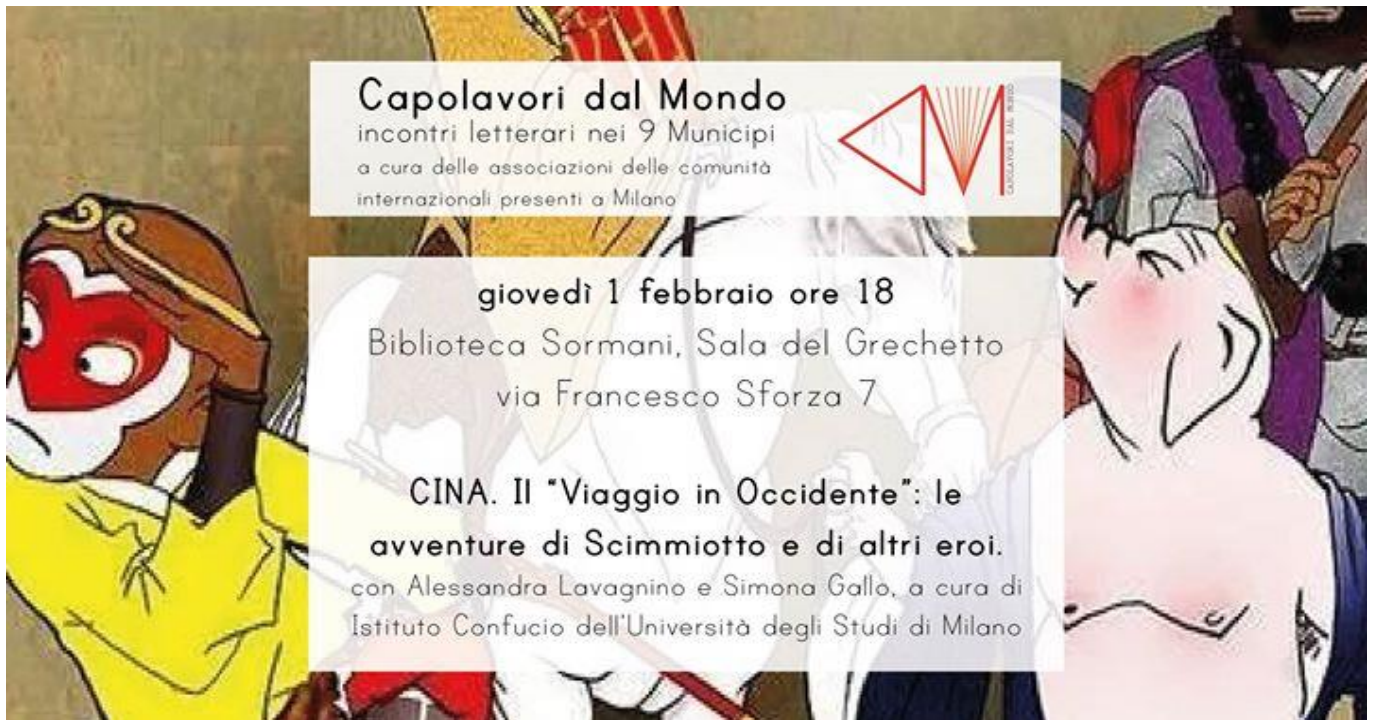 Capolavori dal Mondo
incontri letterari nei 9 Municipi
a cura delle associazioni delle comunità
internazionali presenti a Milano
CAPOLAVORI DAL MONDO
giovedì 1 febbraio ore 18
Biblioteca Sormani, Sala del Grechetto
via Francesco Sforza 7
CINA. Il “Viaggio in Occidente”: le
avventure di Scimmiotto e di altri eroi.
con Alessandra Lavagnino e Simona Gallo, a cura di
Istituto Confucio dell'Università degli Studi di Milano